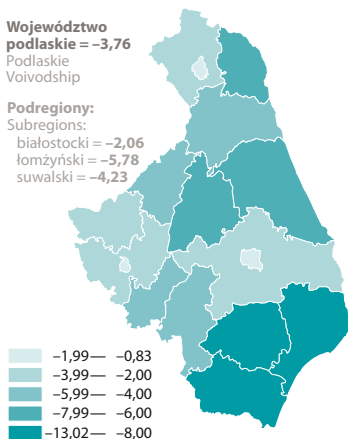 Województwo
podlaskie = –3,76
Podlaskie
Voivodship
Podregiony:
Subregions:
białostocki = –2,06
łomżyński = –5,78
suwalski = –4,23
–1,99— –0,83
–3,99— –2,00
–5,99— –4,00
–7,99— –6,00
–13,02— –8,00